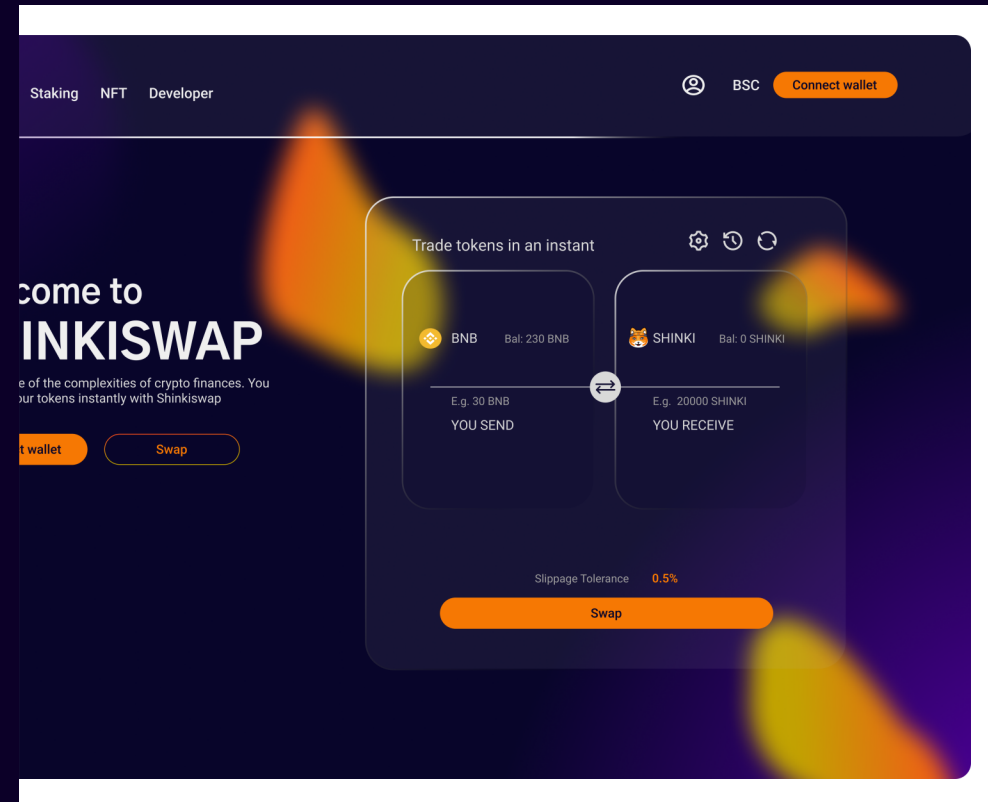 Staking NFT Developer
BSC Connect wallet
Trade tokens in an instant
come to
INKISWAP
e of the complexities of crypto finances. You
our tokens instantly with Shinkiswap
t wallet Swap
BNB Bal: 230 BNB
SHINKI Bal: 0 SHINKI
E.g. 30 BNB
YOU SEND
E.g. 20000 SHINKI
YOU RECEIVE
Slippage Tolerance 0.5%
Swap